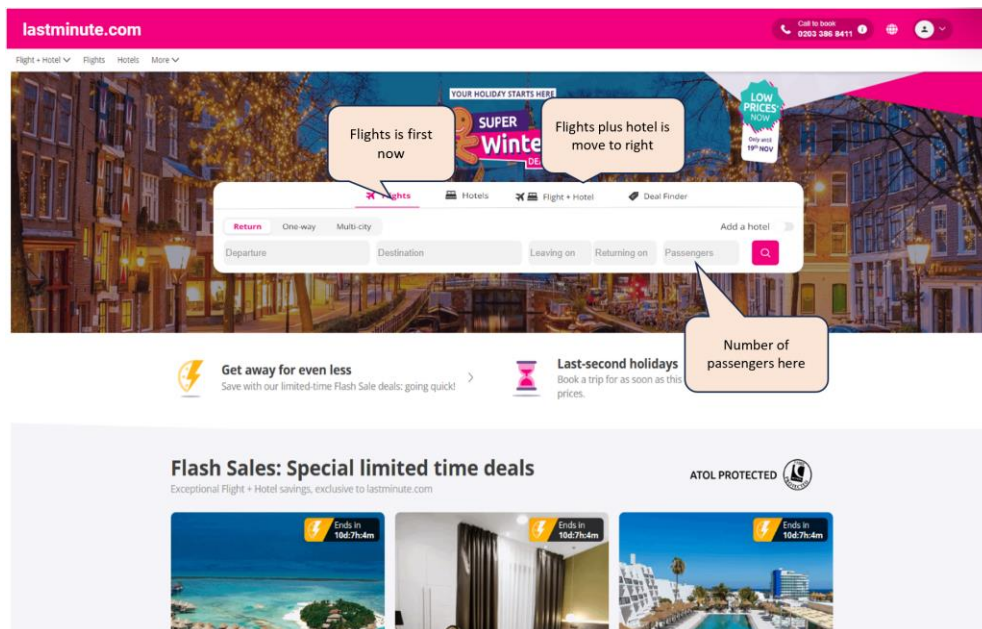 lastminute.com
Call to book
0203 386 8411
Flight + Hotel Flights Hotels More
YOUR HOLIDAY STARTS HERE
SUPER
Winte
DE
LOW
PRICES
NOW
Only until
19th NOV
Flights is first
now
Flights plus hotel is
move to right
Hotels Flight + Hotel Deal Finder
Return One-way Multi-city Add a hotel
Departure Destination Leaving on Returning on Passengers
Number of
passengers here
Get away for even less
Save with our limited-time Flash Sale deals: going quick!
Last-second holidays
Book a trip for as soon as this
prices.
Flash Sales: Special limited time deals
Exceptional Flight + Hotel savings, exclusive to lastminute.com
ATOL PROTECTED
Ends in
10d:7h:4m
Ends in
10d:7h:4m
Ends in
10d:7h:4m